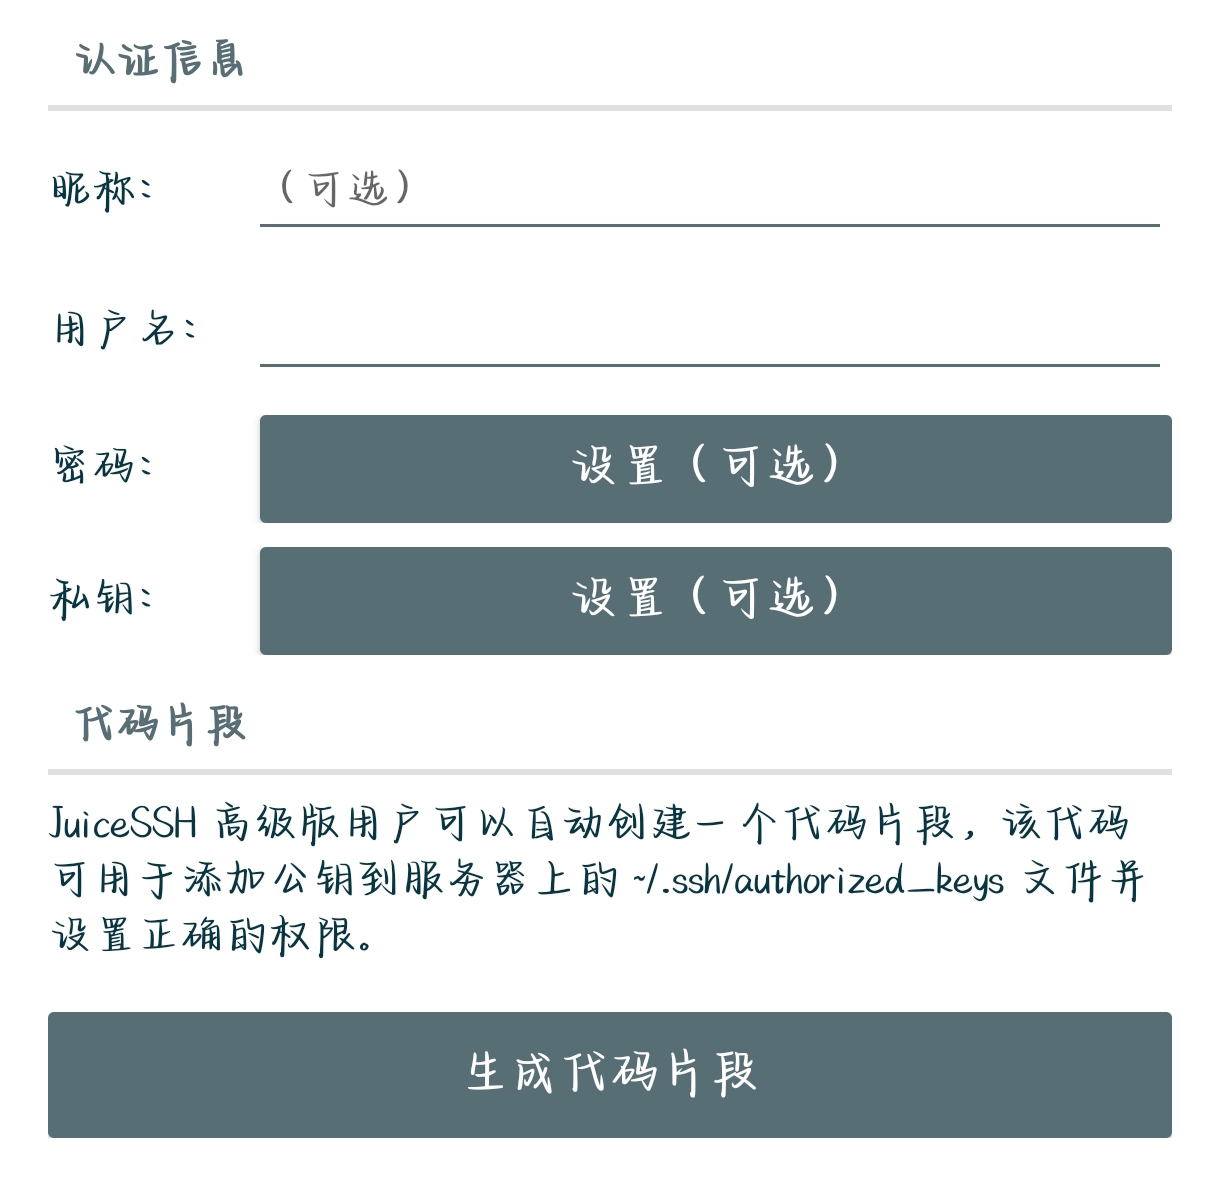 认证信息
昵称：
（可选）
用户名：
密码：
设置（可选）
私钥：
设置（可选）
代码片段
JuiceSSH 高级版用户可以自动创建一个代码片段，该代码
可用于添加公钥到服务器上的 ~/.ssh/authorized_keys 文件并
设置正确的权限。
生成代码片段